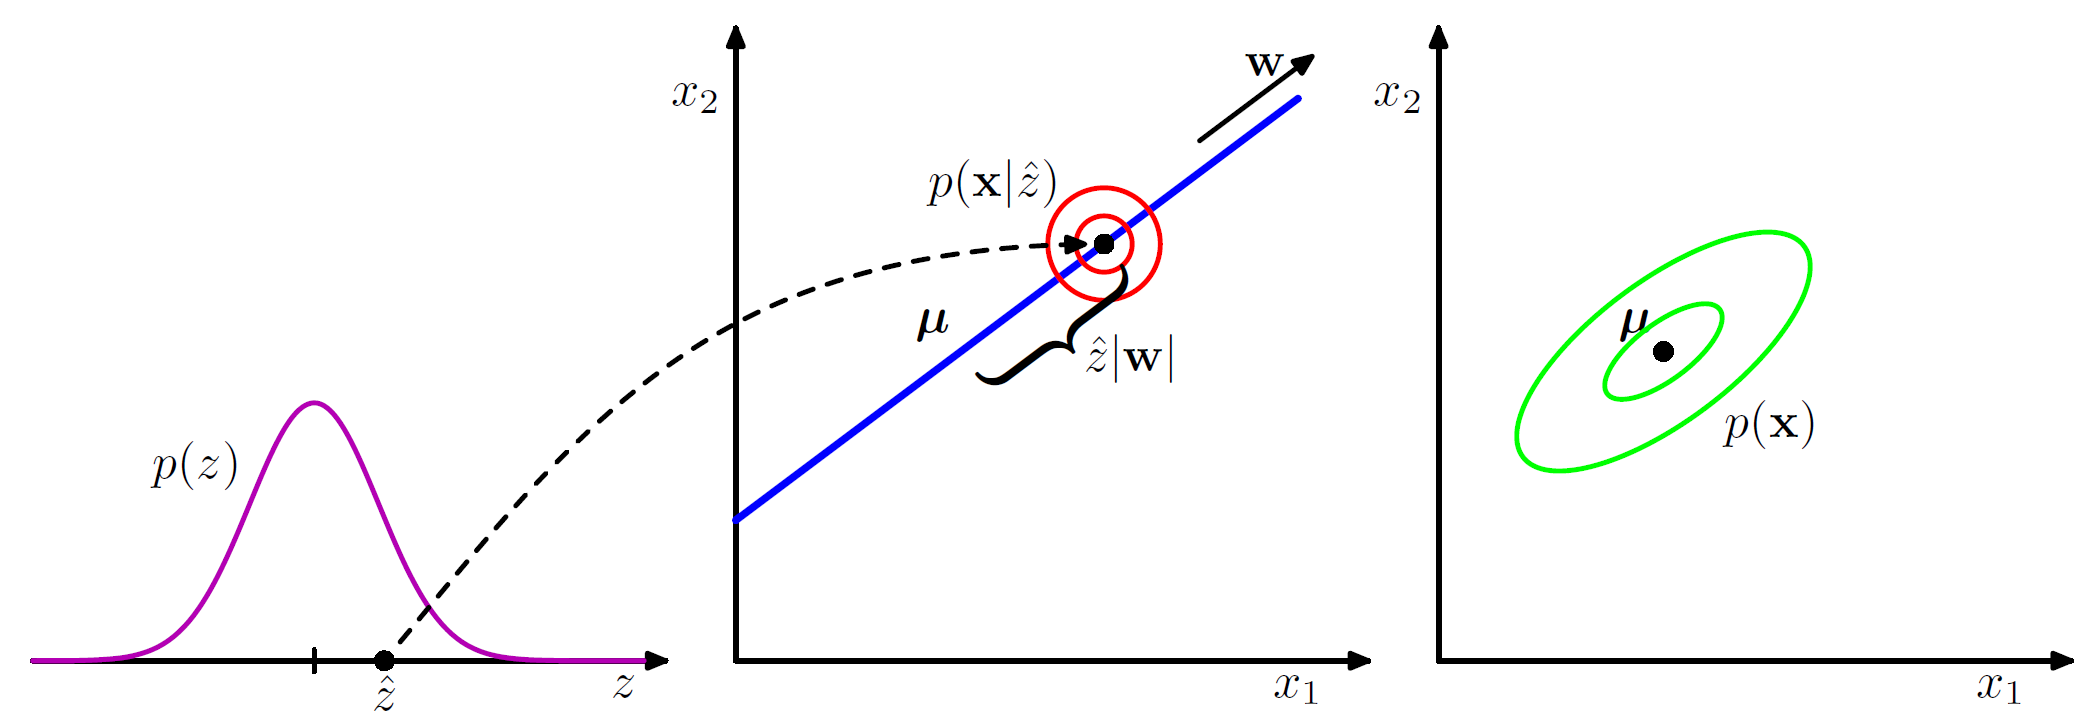 p(z)
ẑ
z
x₂
w
p(x|ẑ)
μ
ẑ|w|
x₁
x₂
μ
p(x)
x₁